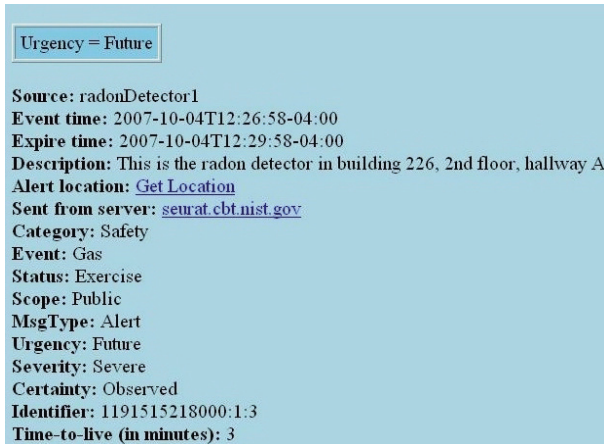 Urgency = Future
Source: radonDetector1
Event time: 2007-10-04T12:26:58-04:00
Expire time: 2007-10-04T12:29:58-04:00
Description: This is the radon detector in building 226, 2nd floor, hallway A
Alert location: Get Location
Sent from server: seurat.cbt.nist.gov
Category: Safety
Event: Gas
Status: Exercise
Scope: Public
MsgType: Alert
Urgency: Future
Severity: Severe
Certainty: Observed
Identifier: 1191515218000:1:3
Time-to-live (in minutes): 3